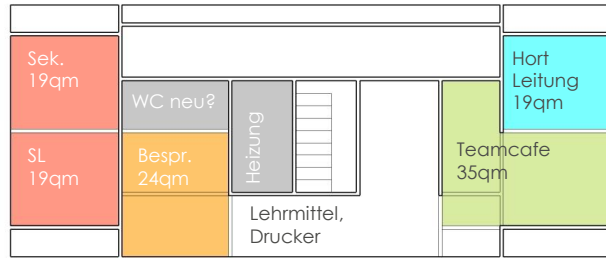 Sek.
19qm
SL
19qm
WC neu?
Bespr.
24qm
Heizung
Lehrmittel,
Drucker
Hort
Leitung
19qm
Teamcafe
35qm